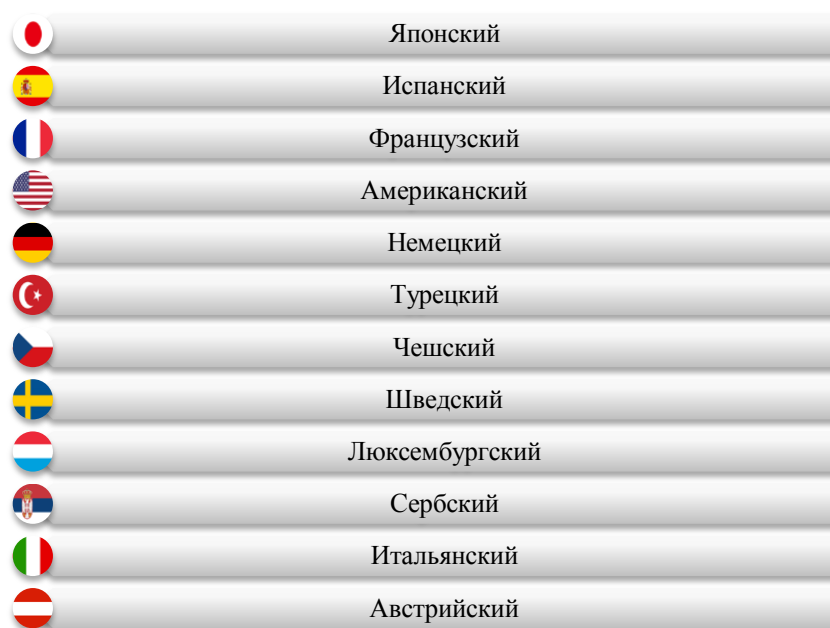 Японский
Испанский
Французский
Американский
Немецкий
Турецкий
Чешский
Шведский
Люксембургский
Сербский
Итальянский
Австрийский